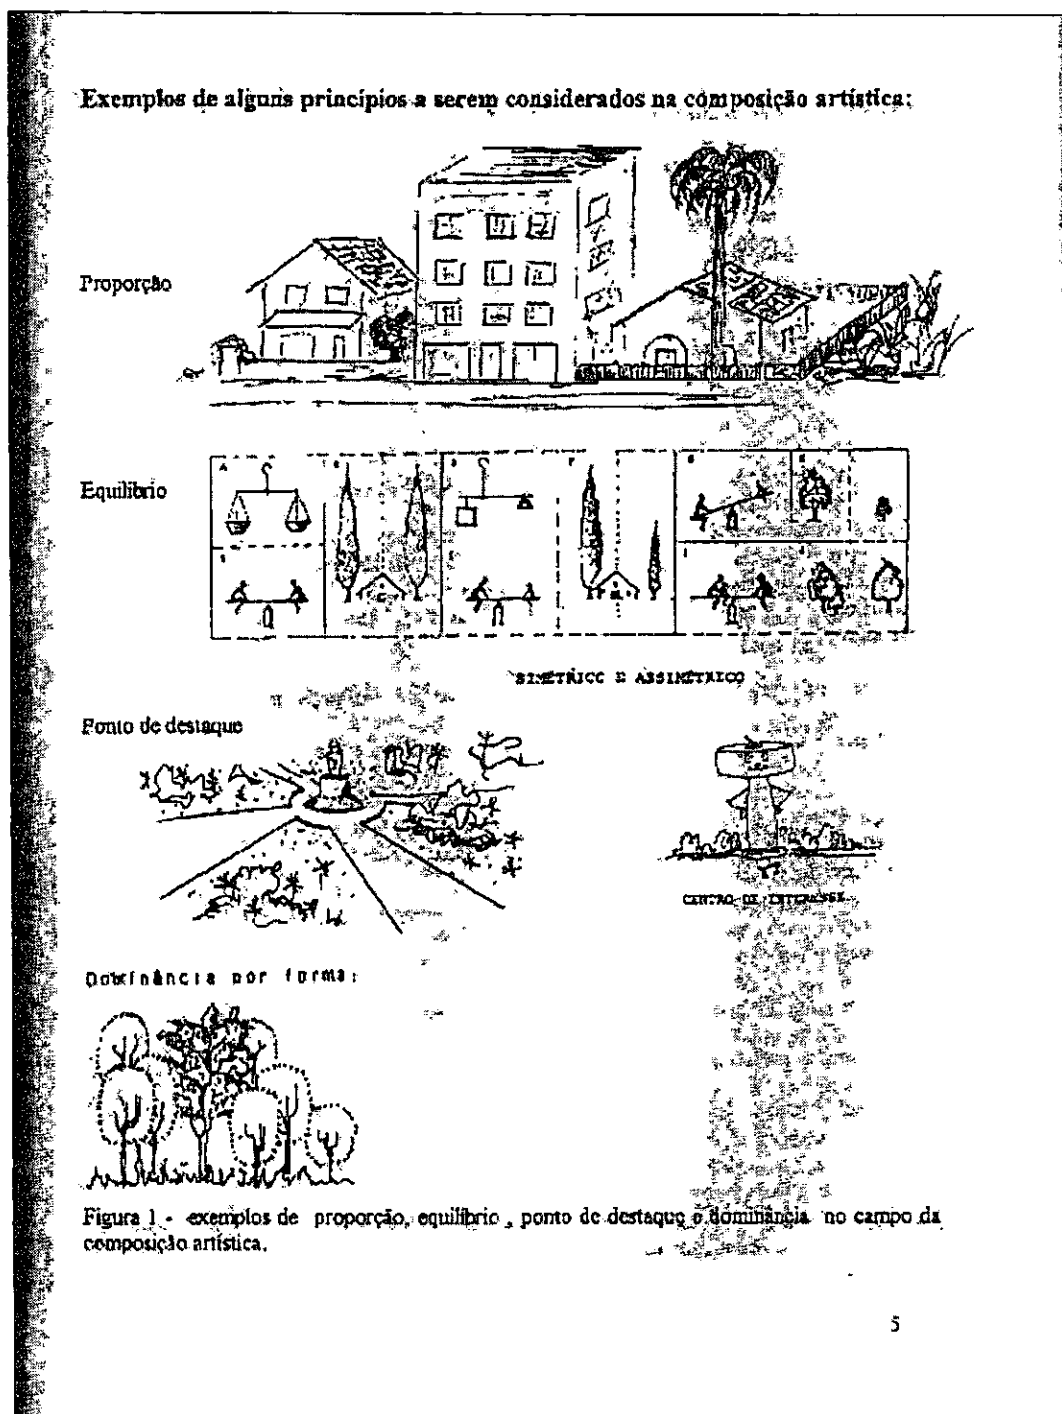 Exemplos de alguns princípios a serem considerados na composição artística:
Proporção
Equilíbrio
SIMÉTRICO E ASSIMÉTRICO
Ponto de destaque
CENTRO DE INTERESSE
Dominância por forma:
Figura 1 - exemplos de proporção, equilíbrio , ponto de destaque e dominância no campo da
composição artística.
5